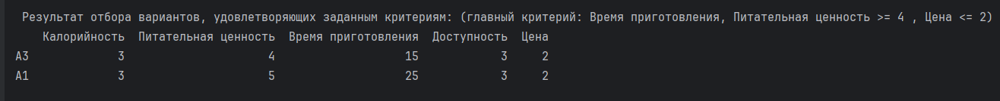 Результат отбора вариантов, удовлетворяющих заданным критериям: (главный критерий: Время приготовления, Питательная ценность >= 4 , Цена <= 2)
Калорийность Питательная ценность Время приготовления Доступность Цена
A3 3 4 15 3 2
A1 3 5 25 3 2